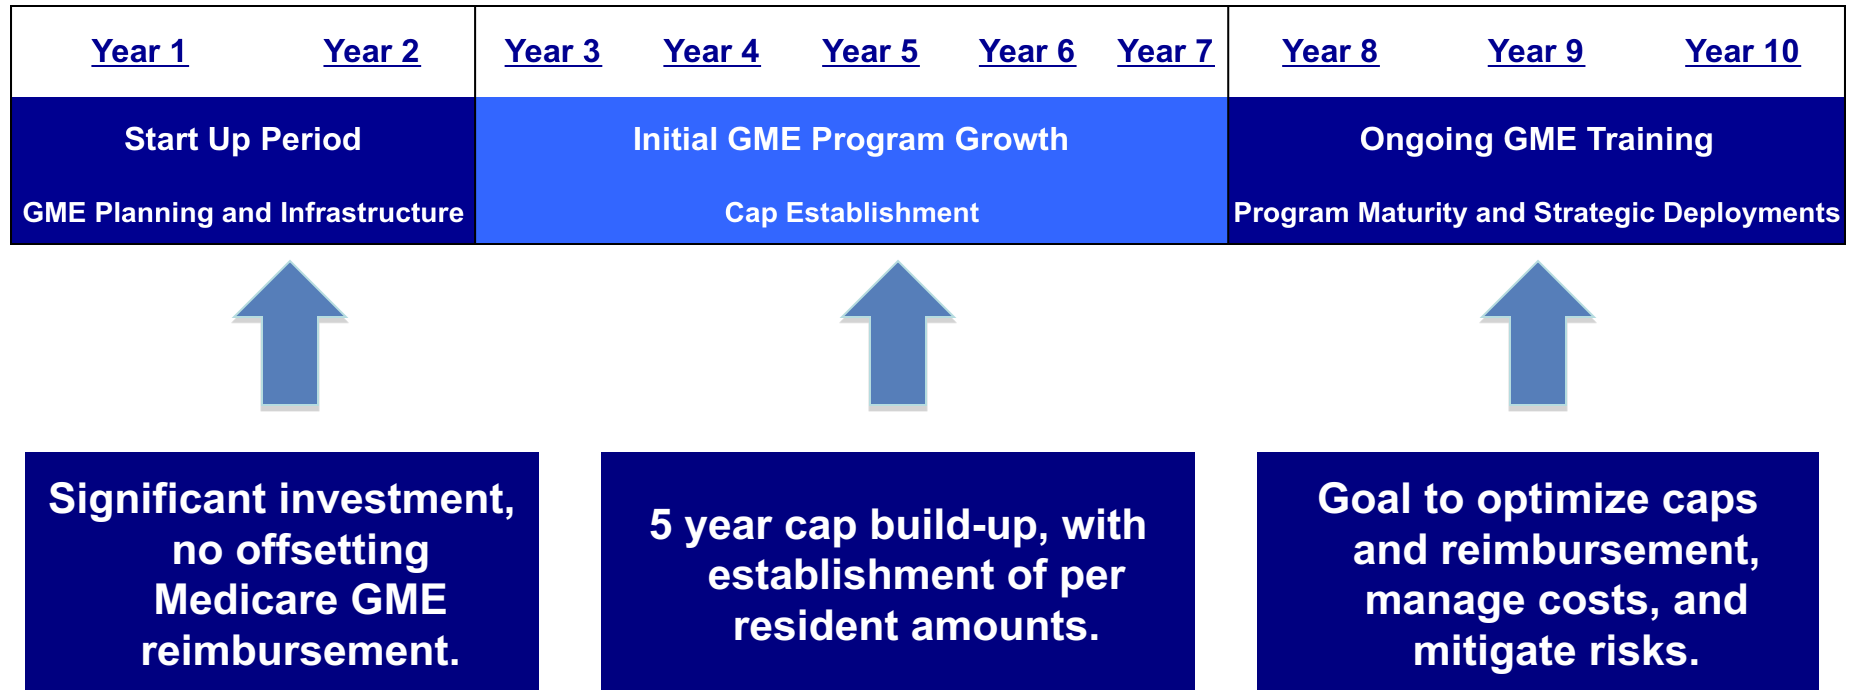 Year 1 Year 2 Year 3 Year 4 Year 5 Year 6 Year 7 Year 8 Year 9 Year 10
Start Up Period
GME Planning and Infrastructure
Initial GME Program Growth
Cap Establishment
Ongoing GME Training
Program Maturity and Strategic Deployments
Significant investment,
no offsetting
Medicare GME
reimbursement.
5 year cap build-up, with
establishment of per
resident amounts.
Goal to optimize caps
and reimbursement,
manage costs, and
mitigate risks.